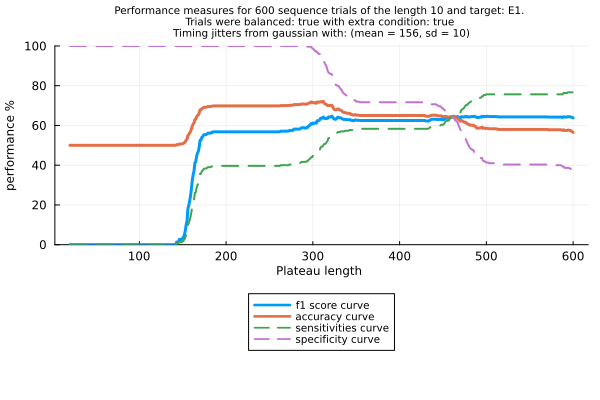 Performance measures for 600 sequence trials of the length 10 and target: E1.
Trials were balanced: true with extra condition: true
Timing jitters from gaussian with: (mean = 156, sd = 10)
100
80
60
40
20
0
performance %
100 200 300 400 500 600
Plateau length
f1 score curve
accuracy curve
sensitivities curve
specificity curve